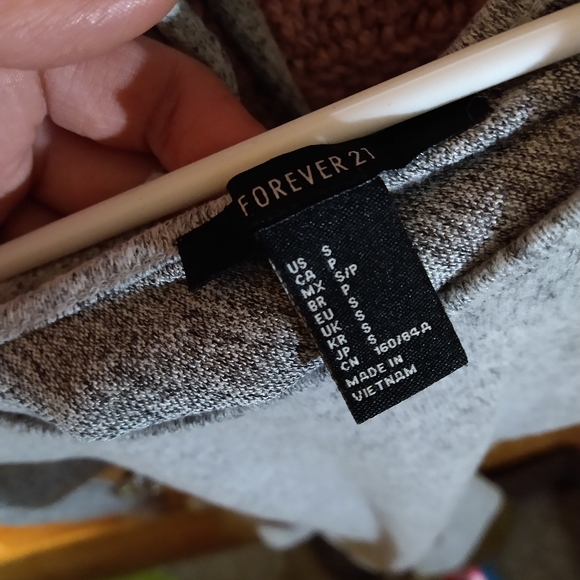 FOREVER 21
US S
CA P
MX S/P
BR P
EU S
UK S
KR S
JP S
CN 160/84A
MADE IN
VIETNAM